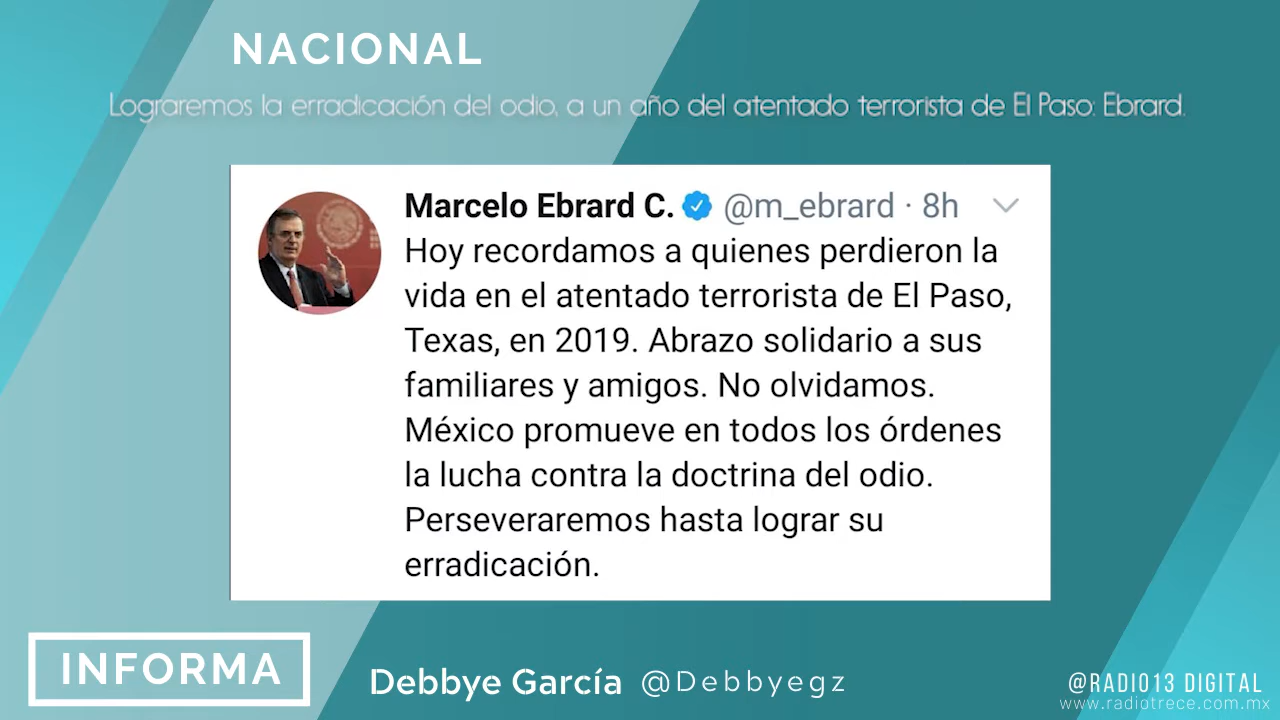 NACIONAL
Lograremos la erradicación del odio, a un año del atentado terrorista de El Paso: Ebrard.
Marcelo Ebrard C. @m_ebrard · 8h
Hoy recordamos a quienes perdieron la
vida en el atentado terrorista de El Paso,
Texas, en 2019. Abrazo solidario a sus
familiares y amigos. No olvidamos.
México promueve en todos los órdenes
la lucha contra la doctrina del odio.
Perseveraremos hasta lograr su
erradicación.
INFORMA
Debbye García @Debbyegz
@RADIO13 DIGITAL
www.radiotrece.com.mx